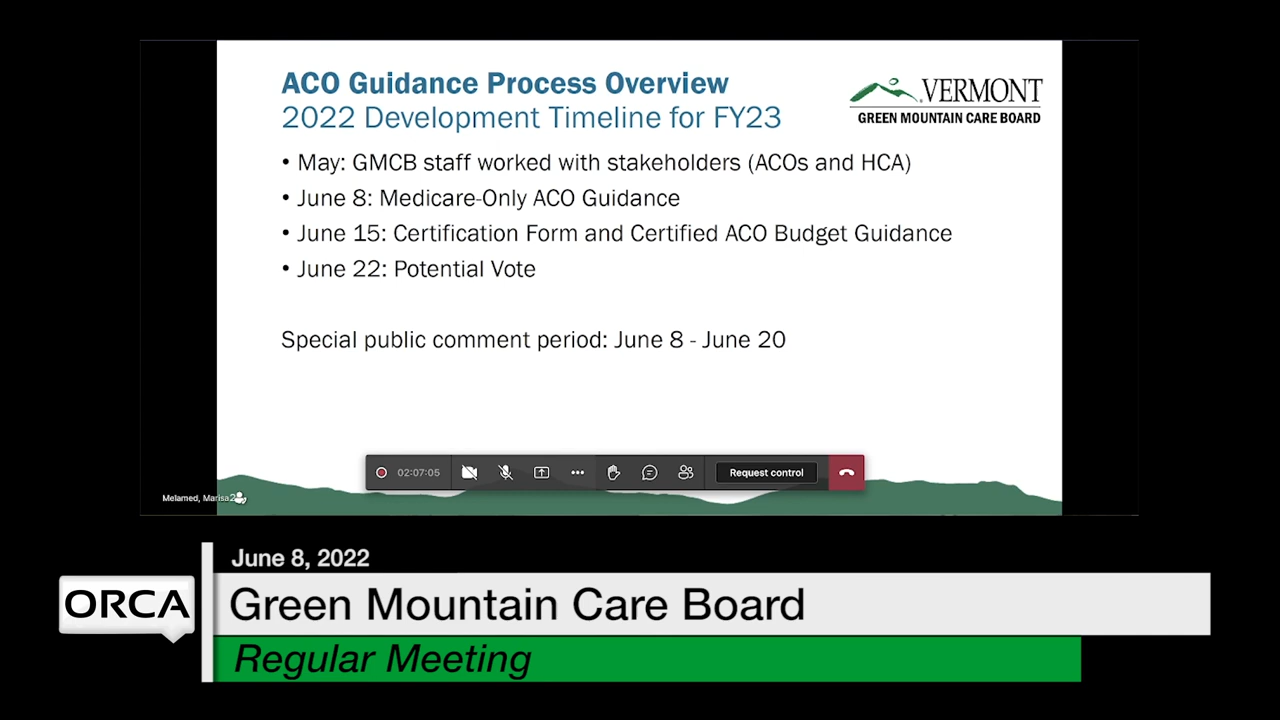 ACO Guidance Process Overview
2022 Development Timeline for FY23
VERMONT
GREEN MOUNTAIN CARE BOARD
• May: GMCB staff worked with stakeholders (ACOs and HCA)
• June 8: Medicare-Only ACO Guidance
• June 15: Certification Form and Certified ACO Budget Guidance
• June 22: Potential Vote
Special public comment period: June 8 - June 20
02:07:05
Request control
Melamed, Marisa
June 8, 2022
ORCA
Green Mountain Care Board
Regular Meeting